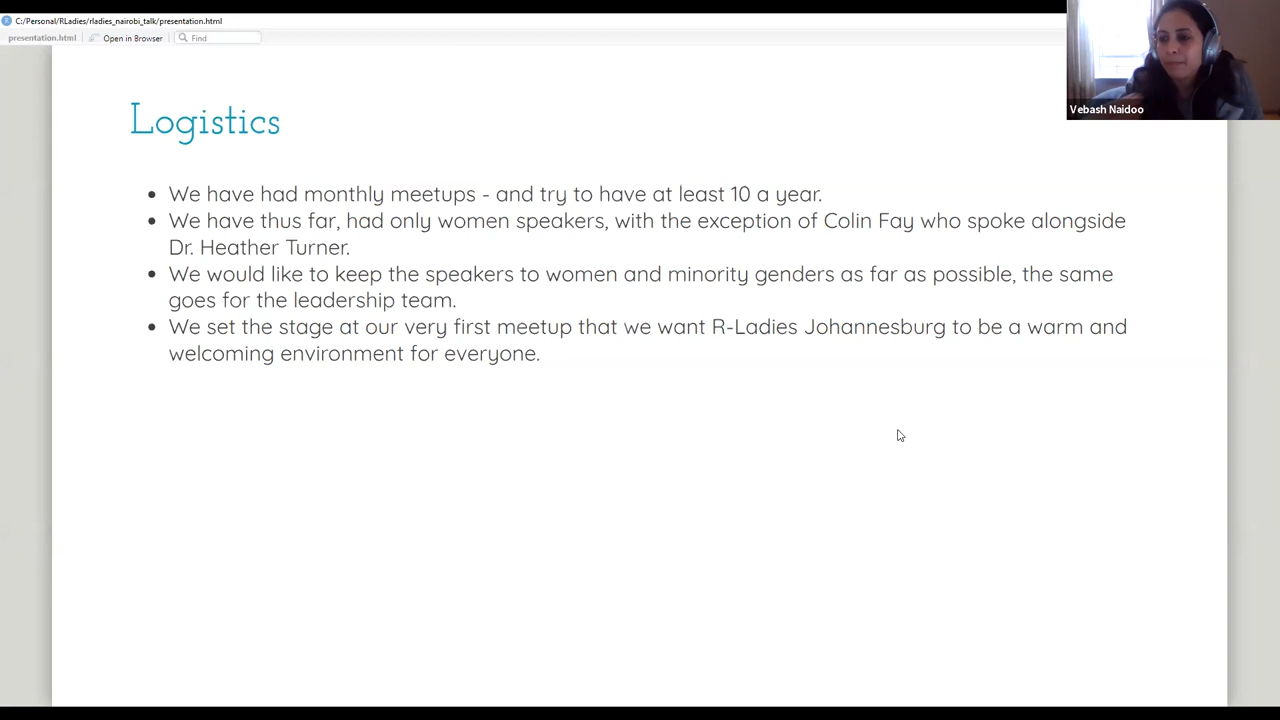 C:/Personal/RLadies/rladies_nairobi_talk/presentation.html
presentation.html Open in Browser Find
Vebash Naidoo
Logistics
We have had monthly meetups - and try to have at least 10 a year.
We have thus far, had only women speakers, with the exception of Colin Fay who spoke alongside
Dr. Heather Turner.
We would like to keep the speakers to women and minority genders as far as possible, the same
goes for the leadership team.
We set the stage at our very first meetup that we want R-Ladies Johannesburg to be a warm and
welcoming environment for everyone.